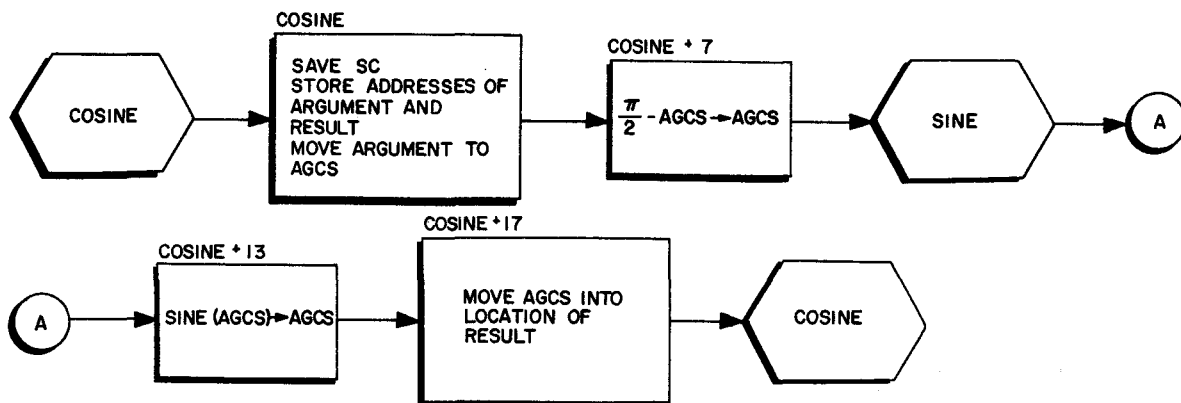 COSINE
COSINE
SAVE SC
STORE ADDRESSES OF
ARGUMENT AND
RESULT
MOVE ARGUMENT TO
AGCS
COSINE + 7
π/2 - AGCS → AGCS
SINE
A
A
COSINE + 13
SINE (AGCS) → AGCS
COSINE +17
MOVE AGCS INTO
LOCATION OF
RESULT
COSINE